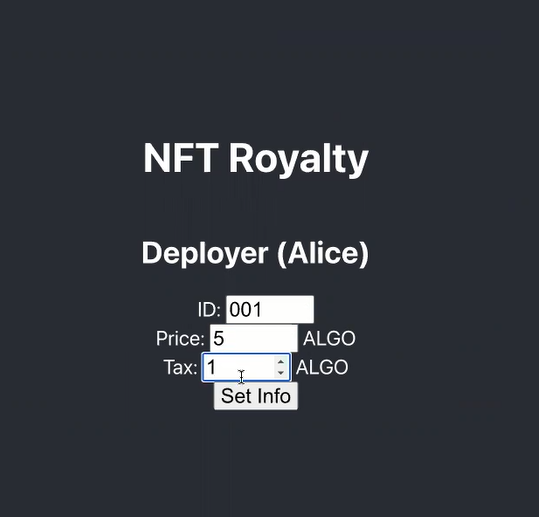 NFT Royalty
Deployer (Alice)
ID: 001
Price: 5 ALGO
Tax: 1 ALGO
Set Info